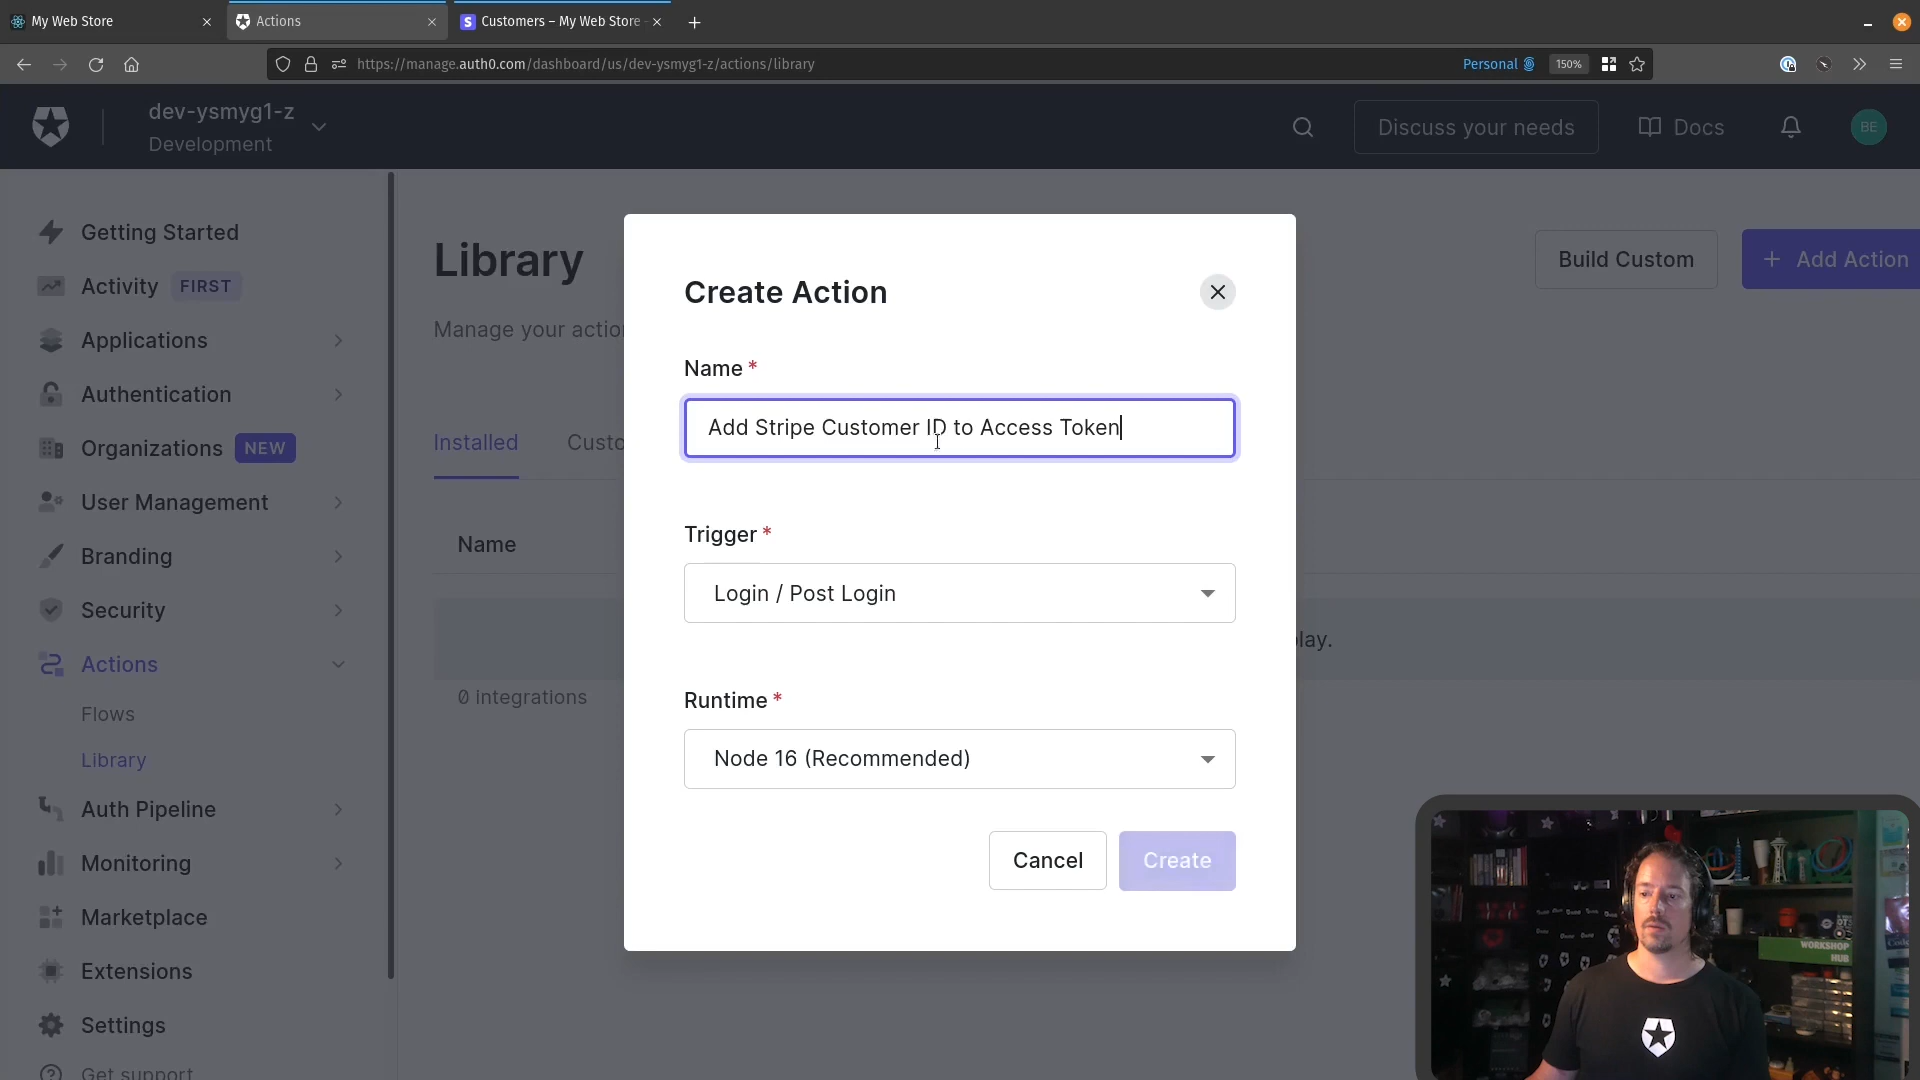 My Web Store
Actions
Customers – My Web Store
https://manage.auth0.com/dashboard/us/dev-ysmyg1-z/actions/library
Personal
150%
dev-ysmyg1-z
Development
Discuss your needs
Docs
BE
Getting Started
Activity FIRST
Applications
Authentication
Organizations NEW
User Management
Branding
Security
Actions
Flows
Library
Auth Pipeline
Monitoring
Marketplace
Extensions
Settings
Get support
Library
Build Custom
+ Add Action
Manage your actio
Installed
Custo
Name
play.
0 integrations
Create Action
Name *
Add Stripe Customer ID to Access Token
Trigger *
Login / Post Login
Runtime *
Node 16 (Recommended)
Cancel
Create
WORKSHOP
HUB